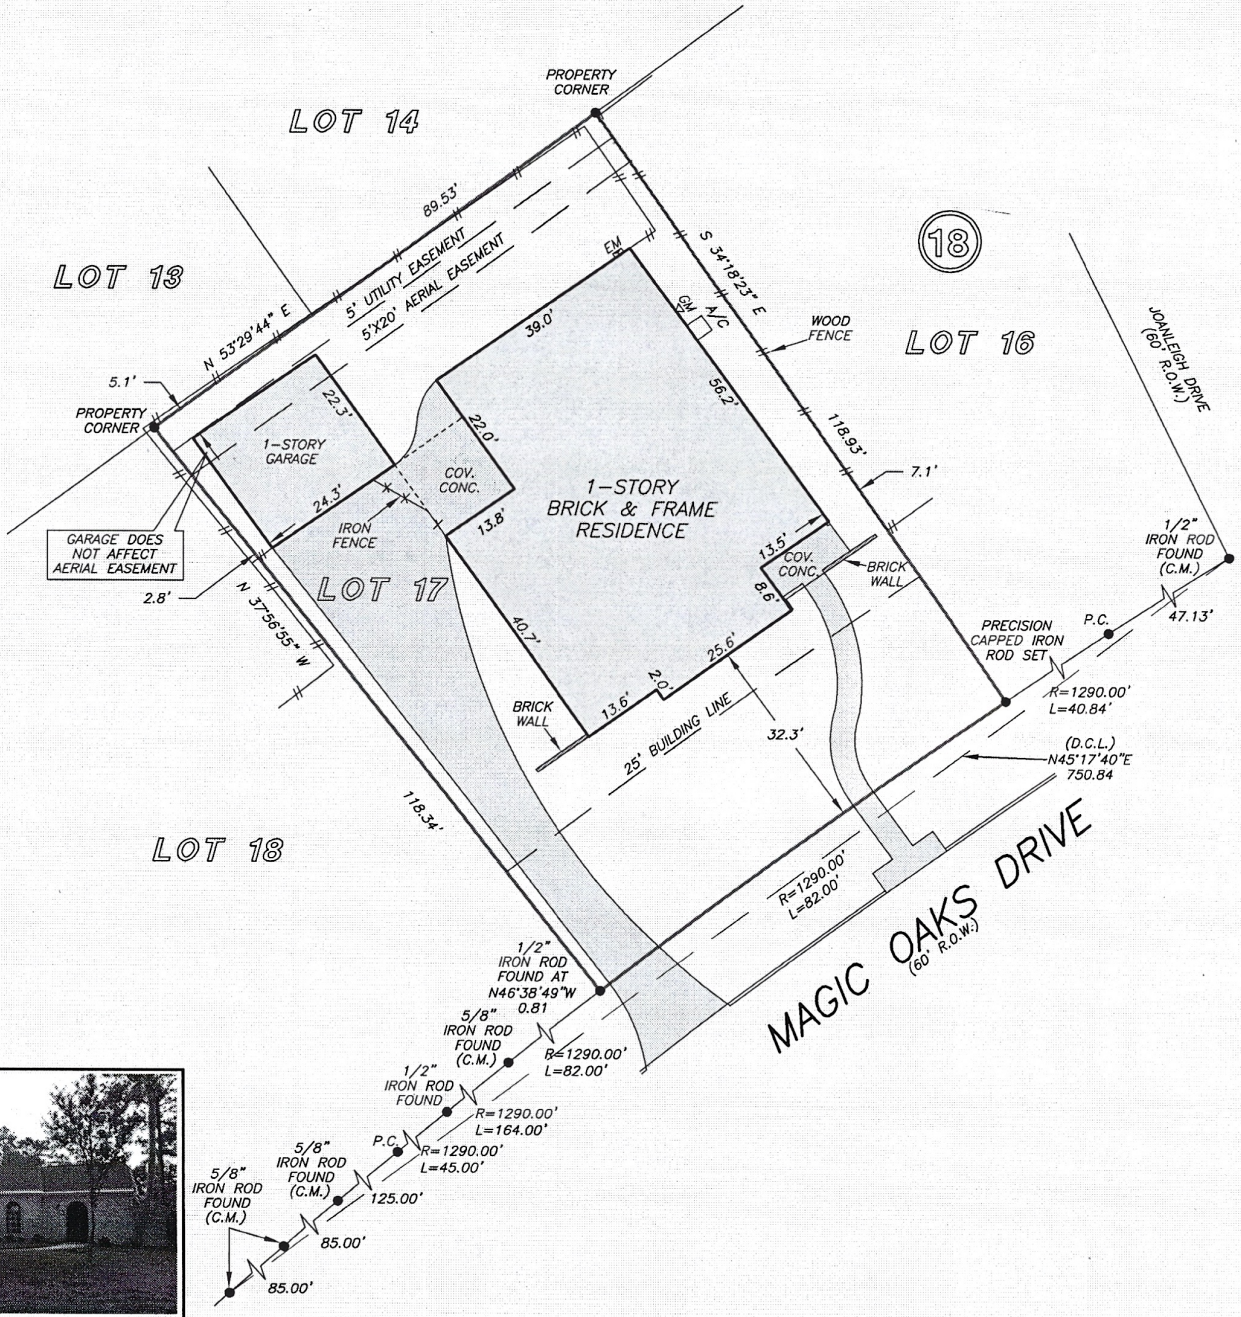 PROPERTY
CORNER
LOT 14
89.53'
18
LOT 13
N 53°29'44" E
5' UTILITY EASEMENT
5'X20' AERIAL EASEMENT
EM
S 34°18'23" E
GM
A/C
WOOD
FENCE
LOT 16
JOANLEIGH DRIVE
(60' R.O.W.)
39.0'
5.1'
PROPERTY
CORNER
22.3'
1-STORY
GARAGE
22.0'
56.2'
118.93'
COV.
CONC.
7.1'
24.3'
IRON
FENCE
13.8'
1-STORY
BRICK & FRAME
RESIDENCE
GARAGE DOES
NOT AFFECT
AERIAL EASEMENT
1/2"
IRON ROD
FOUND
(C.M.)
13.5'
COV.
CONC.
BRICK
WALL
8.6'
2.8'
LOT 17
N 37°56'55" W
40.7'
25.6'
2.0'
13.6'
BRICK
WALL
PRECISION
CAPPED IRON
ROD SET
P.C.
47.13'
R=1290.00'
L=40.84'
25' BUILDING LINE
32.3'
(D.C.L.)
N45°17'40"E
750.84
118.34'
LOT 18
R=1290.00'
L=82.00'
MAGIC OAKS DRIVE
(60' R.O.W.)
1/2"
IRON ROD
FOUND AT
N46°38'49"W
0.81
5/8"
IRON ROD
FOUND
(C.M.)
R=1290.00'
L=82.00'
1/2"
IRON ROD
FOUND
R=1290.00'
L=164.00'
P.C.
R=1290.00'
L=45.00'
5/8"
IRON ROD
FOUND
(C.M.)
125.00'
5/8"
IRON ROD
FOUND
(C.M.)
85.00'
85.00'